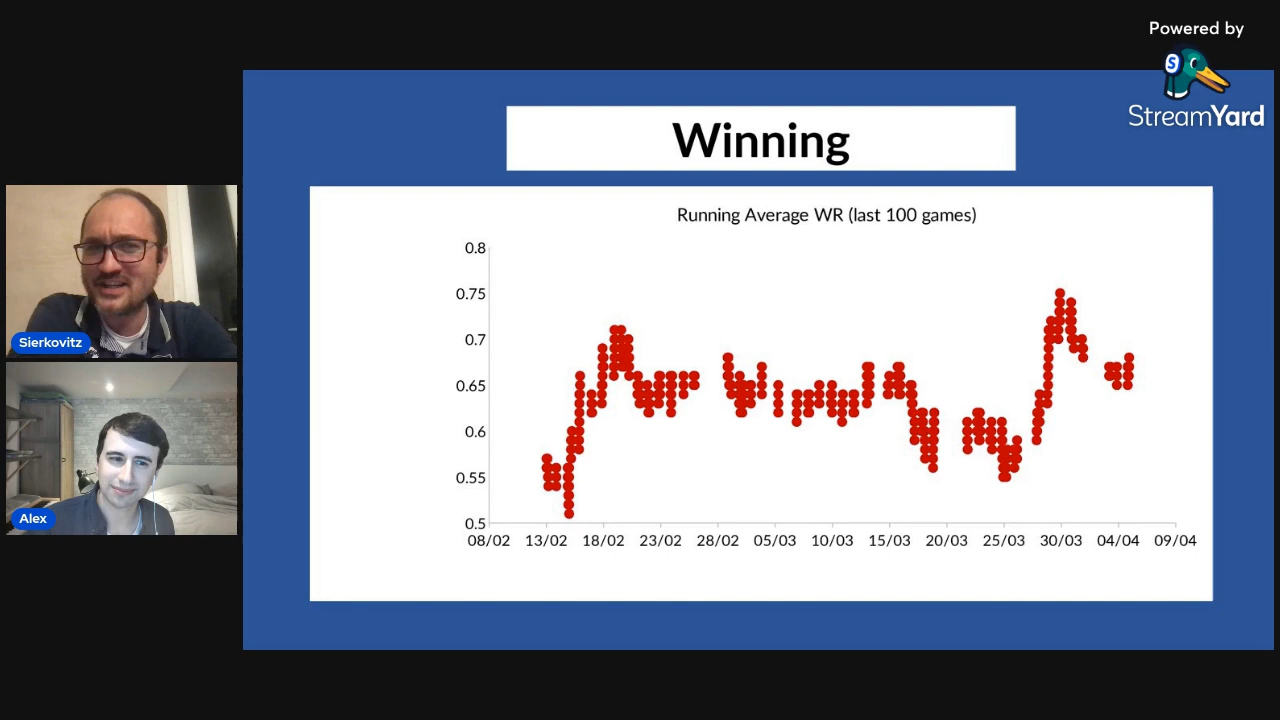 Powered by
StreamYard
Winning
Running Average WR (last 100 games)
0.8
0.75
0.7
0.65
0.6
0.55
0.5
08/02 13/02 18/02 23/02 28/02 05/03 10/03 15/03 20/03 25/03 30/03 04/04 09/04
Sierkovitz
Alex